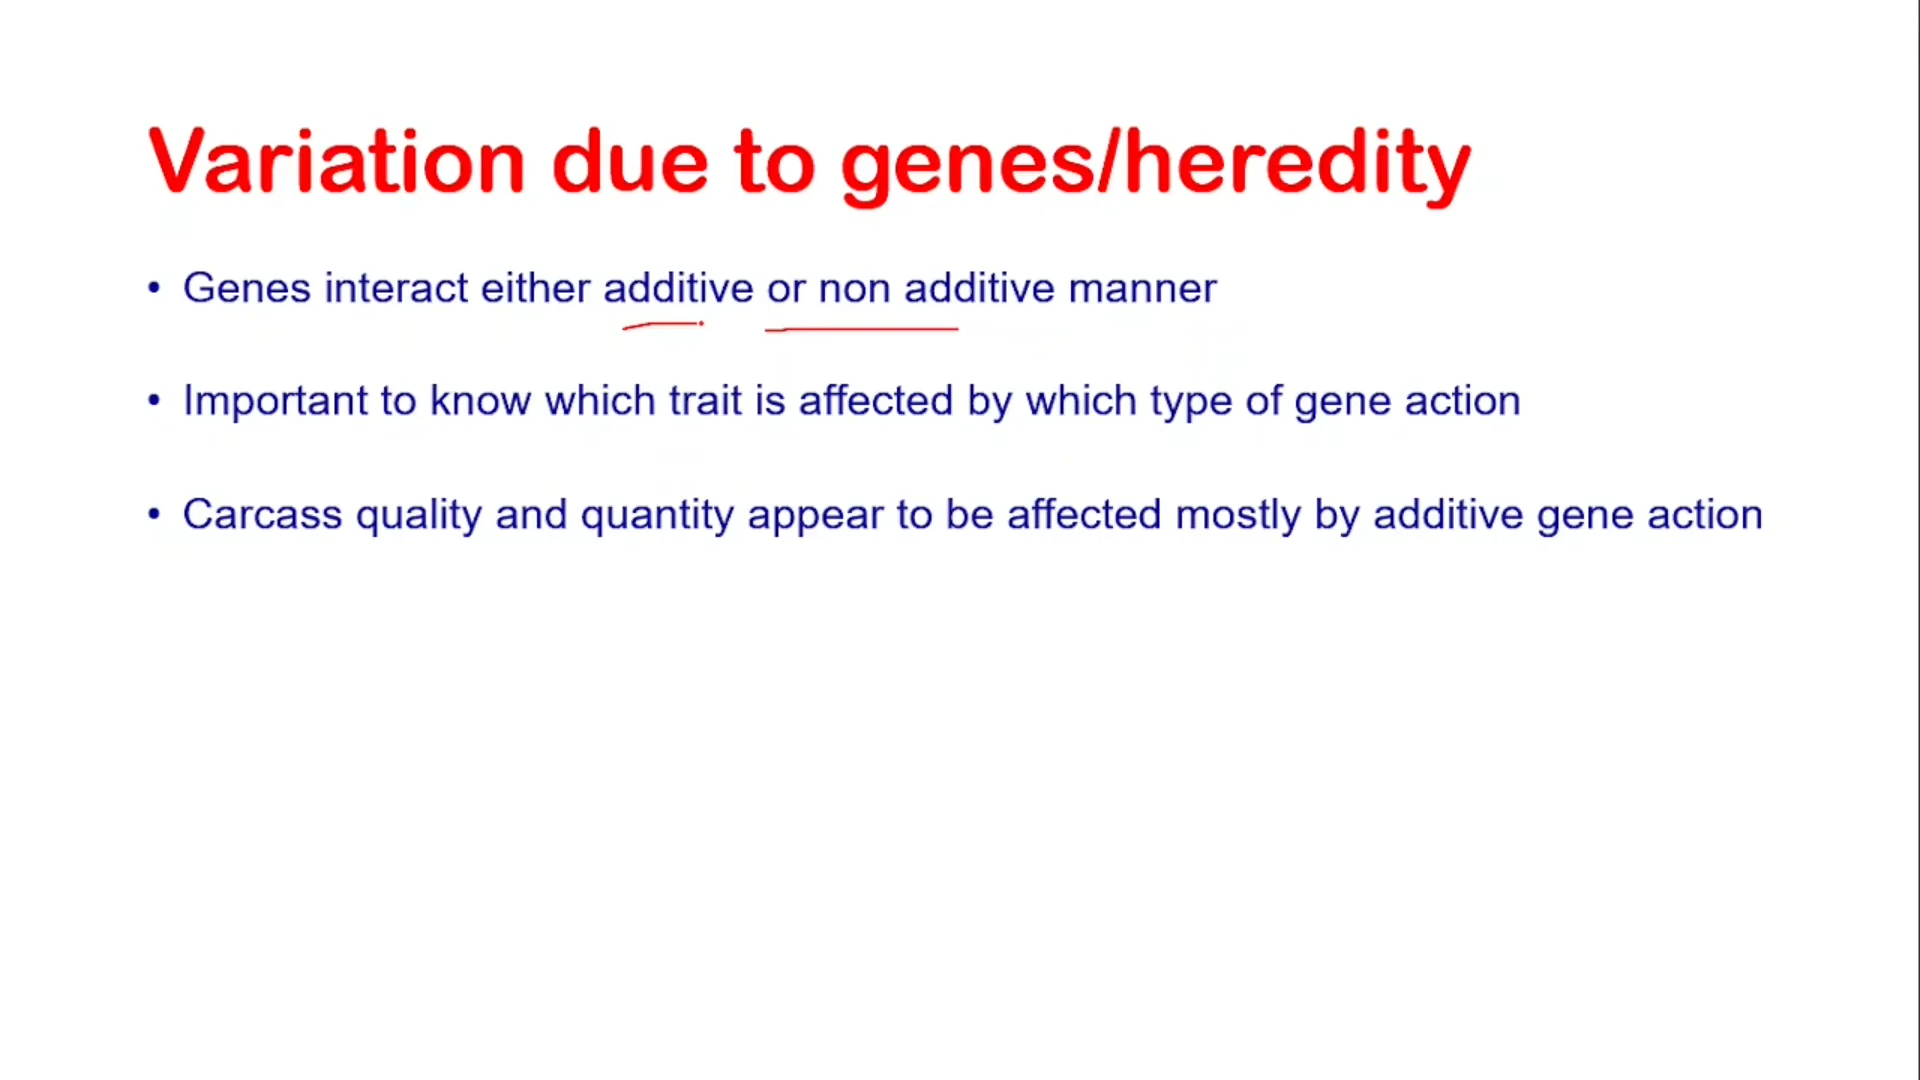 Variation due to genes/heredity
• Genes interact either additive or non additive manner
• Important to know which trait is affected by which type of gene action
• Carcass quality and quantity appear to be affected mostly by additive gene action